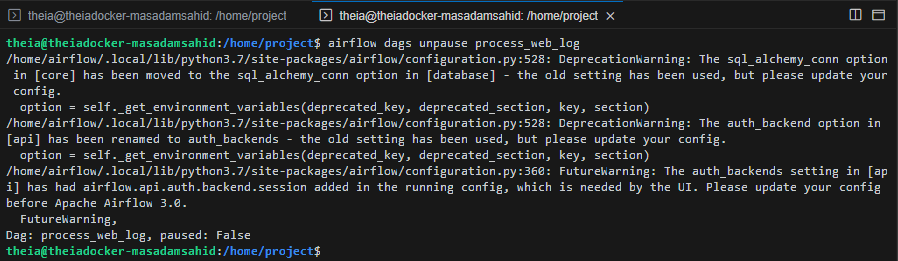 theia@theiadocker-masadamsahid: /home/project theia@theiadocker-masadamsahid: /home/project
theia@theiadocker-masadamsahid:/home/project$ airflow dags unpause process_web_log
/home/airflow/.local/lib/python3.7/site-packages/airflow/configuration.py:528: DeprecationWarning: The sql_alchemy_conn option
in [core] has been moved to the sql_alchemy_conn option in [database] - the old setting has been used, but please update your
config.
option = self._get_environment_variables(deprecated_key, deprecated_section, key, section)
/home/airflow/.local/lib/python3.7/site-packages/airflow/configuration.py:528: DeprecationWarning: The auth_backend option in
[api] has been renamed to auth_backends - the old setting has been used, but please update your config.
option = self._get_environment_variables(deprecated_key, deprecated_section, key, section)
/home/airflow/.local/lib/python3.7/site-packages/airflow/configuration.py:360: FutureWarning: The auth_backends setting in [ap
i] has had airflow.api.auth.backend.session added in the running config, which is needed by the UI. Please update your config
before Apache Airflow 3.0.
FutureWarning,
Dag: process_web_log, paused: False
theia@theiadocker-masadamsahid:/home/project$